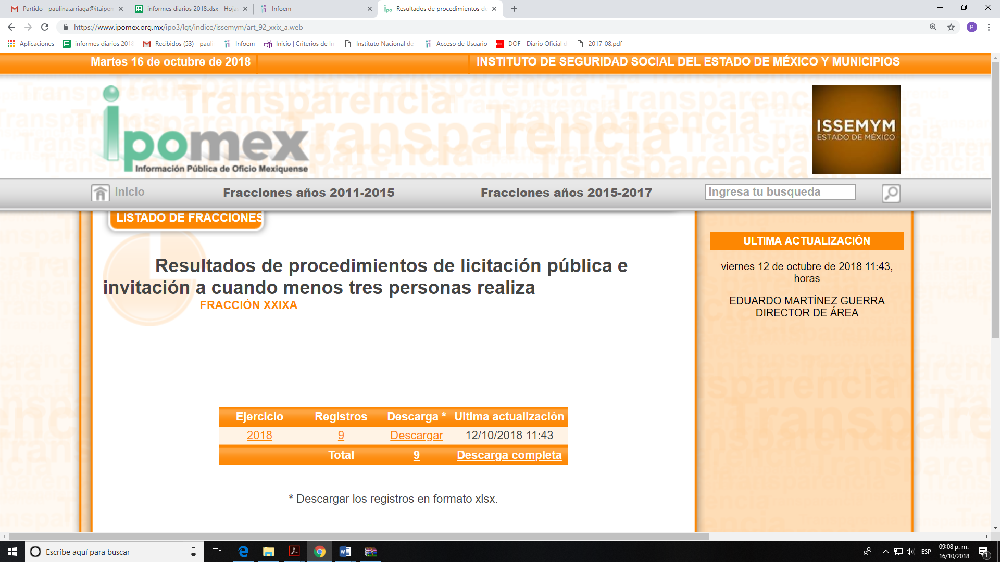 Partido - paulina.arriaga@itaipem
informes diarios 2018.xlsx - Hoja
Infoem
Resultados de procedimientos de
https://www.ipomex.org.mx/ipo3/lgt/indice/issemym/art_92_xxix_a.web
P
Aplicaciones
informes diarios 2018
Recibidos (53) - pauli
Infoem
Inicio | Criterios de In
Instituto Nacional de
Acceso de Usuario
DOF
DOF - Diario Oficial d
2017-08.pdf
Martes 16 de octubre de 2018
INSTITUTO DE SEGURIDAD SOCIAL DEL ESTADO DE MÉXICO Y MUNICIPIOS
Transparencia
ipomex
Información Pública de Oficio Mexiquense
ISSEMYM
ESTADO DE MÉXICO
Inicio
Fracciones años 2011-2015
Fracciones años 2015-2017
Ingresa tu busqueda
LISTADO DE FRACCIONES
Resultados de procedimientos de licitación pública e
invitación a cuando menos tres personas realiza
FRACCIÓN XXIXA
ULTIMA ACTUALIZACIÓN
viernes 12 de octubre de 2018 11:43,
horas
EDUARDO MARTÍNEZ GUERRA
DIRECTOR DE ÁREA
Ejercicio Registros Descarga * Ultima actualización
2018 9 Descargar 12/10/2018 11:43
Total 9 Descarga completa
* Descargar los registros en formato xlsx.
Escribe aquí para buscar
ESP
09:08 p. m.
16/10/2018
1